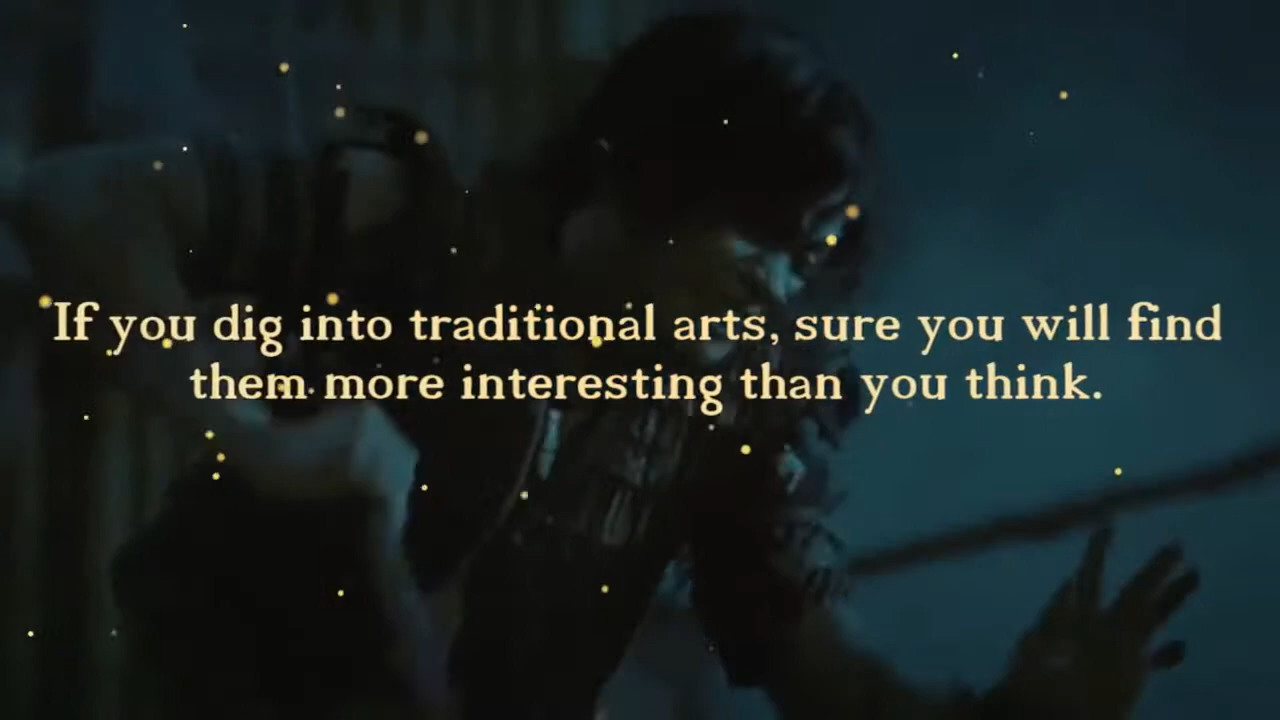 If you dig into traditional arts, sure you will find
them more interesting than you think.